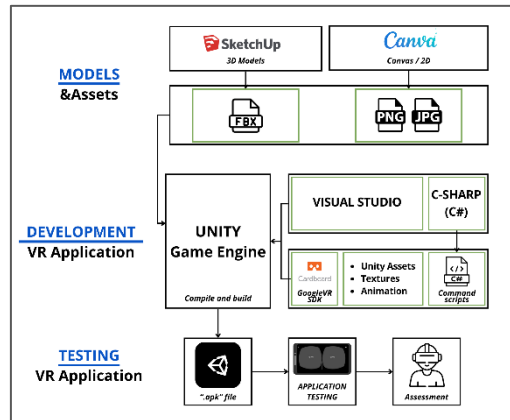 SketchUp
3D Models
Canva
Canvas / 2D
MODELS
&Assets
FBX
PNG
JPG
DEVELOPMENT
VR Application
UNITY
Game Engine
Compile and build
VISUAL STUDIO
C-SHARP
(C#)
Cardboard
GoogleVR
SDK
• Unity Assets
• Textures
• Animation
</>
C#
Command
scripts
TESTING
VR Application
".apk" file
APPLICATION
TESTING
Assessment